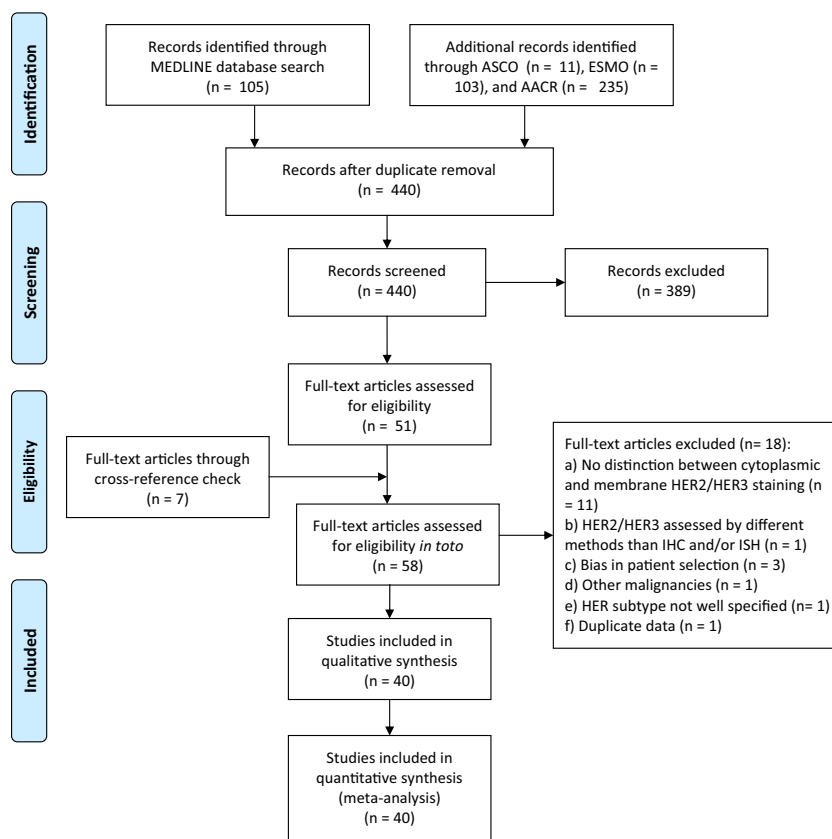 Identification
Records identified through
MEDLINE database search
(n = 105)
Additional records identified
through ASCO (n = 11), ESMO (n =
103), and AACR (n = 235)
Records after duplicate removal
(n = 440)
Screening
Records screened
(n = 440)
Records excluded
(n = 389)
Eligibility
Full-text articles assessed
for eligibility
(n = 51)
Full-text articles through
cross-reference check
(n = 7)
Full-text articles assessed
for eligibility in toto
(n = 58)
Full-text articles excluded (n= 18):
a) No distinction between cytoplasmic
and membrane HER2/HER3 staining (n
= 11)
b) HER2/HER3 assessed by different
methods than IHC and/or ISH (n = 1)
c) Bias in patient selection (n = 3)
d) Other malignancies (n = 1)
e) HER subtype not well specified (n= 1)
f) Duplicate data (n = 1)
Included
Studies included in
qualitative synthesis
(n = 40)
Studies included in
quantitative synthesis
(meta-analysis)
(n = 40)